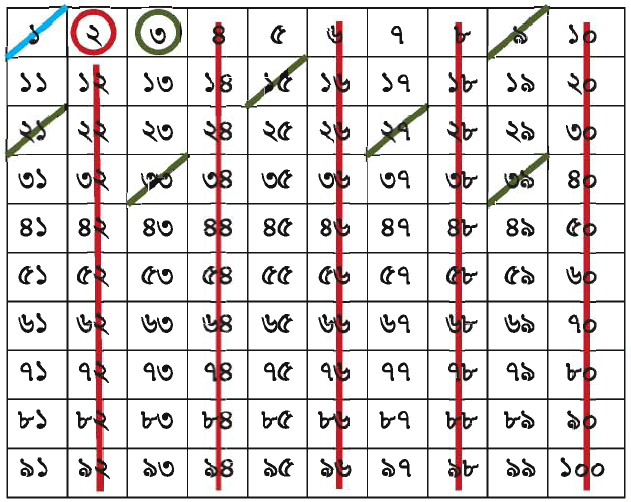 ১ ২ ৩ ৪ ৫ ৬ ৭ ৮ ৯ ১০
১১ ১২ ১৩ ১৪ ১৫ ১৬ ১৭ ১৮ ১৯ ২০
২১ ২২ ২৩ ২৪ ২৫ ২৬ ২৭ ২৮ ২৯ ৩০
৩১ ৩২ ৩৩ ৩৪ ৩৫ ৩৬ ৩৭ ৩৮ ৩৯ ৪০
৪১ ৪২ ৪৩ ৪৪ ৪৫ ৪৬ ৪৭ ৪৮ ৪৯ ৫০
৫১ ৫২ ৫৩ ৫৪ ৫৫ ৫৬ ৫৭ ৫৮ ৫৯ ৬০
৬১ ৬২ ৬৩ ৬৪ ৬৫ ৬৬ ৬৭ ৬৮ ৬৯ ৭০
৭১ ৭২ ৭৩ ৭৪ ৭৫ ৭৬ ৭৭ ৭৮ ৭৯ ৮০
৮১ ৮২ ৮৩ ৮৪ ৮৫ ৮৬ ৮৭ ৮৮ ৮৯ ৯০
৯১ ৯২ ৯৩ ৯৪ ৯৫ ৯৬ ৯৭ ৯৮ ৯৯ ১০০